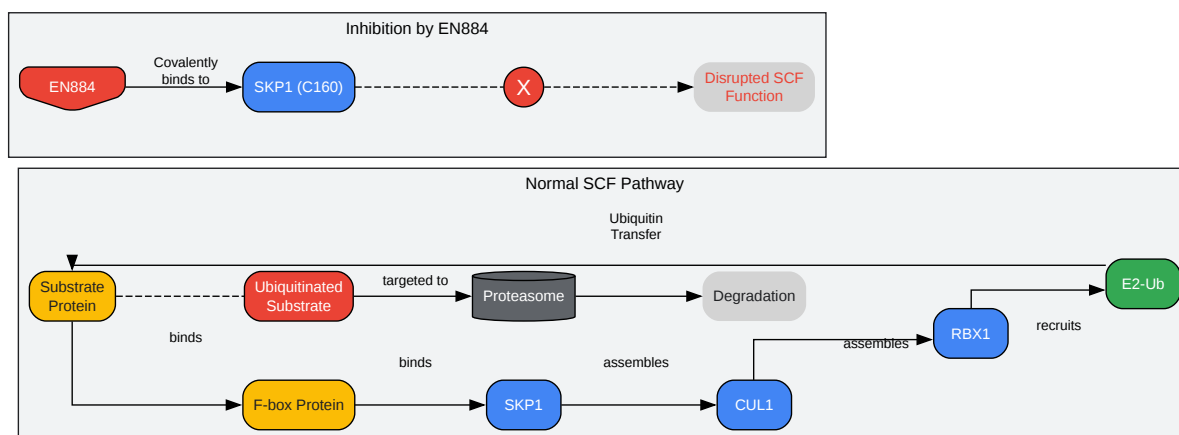 Inhibition by EN884
EN884
Covalently
binds to
SKP1 (C160)
X
Disrupted SCF
Function
Normal SCF Pathway
Ubiquitin
Transfer
Substrate
Protein
Ubiquitinated
Substrate
targeted to
Proteasome
Degradation
E2-Ub
binds
binds
assembles
assembles
RBX1
recruits
F-box Protein
SKP1
CUL1